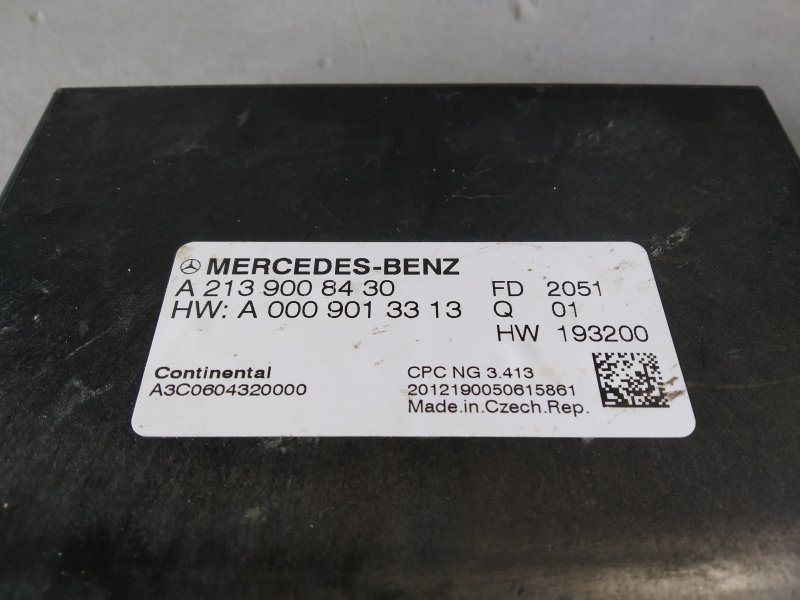 MERCEDES-BENZ
A 213 900 84 30 FD 2051
HW: A 000 901 33 13 Q 01
HW 193200
Continental CPC NG 3.413
A3C0604320000 2012190050615861
Made.in.Czech.Rep.